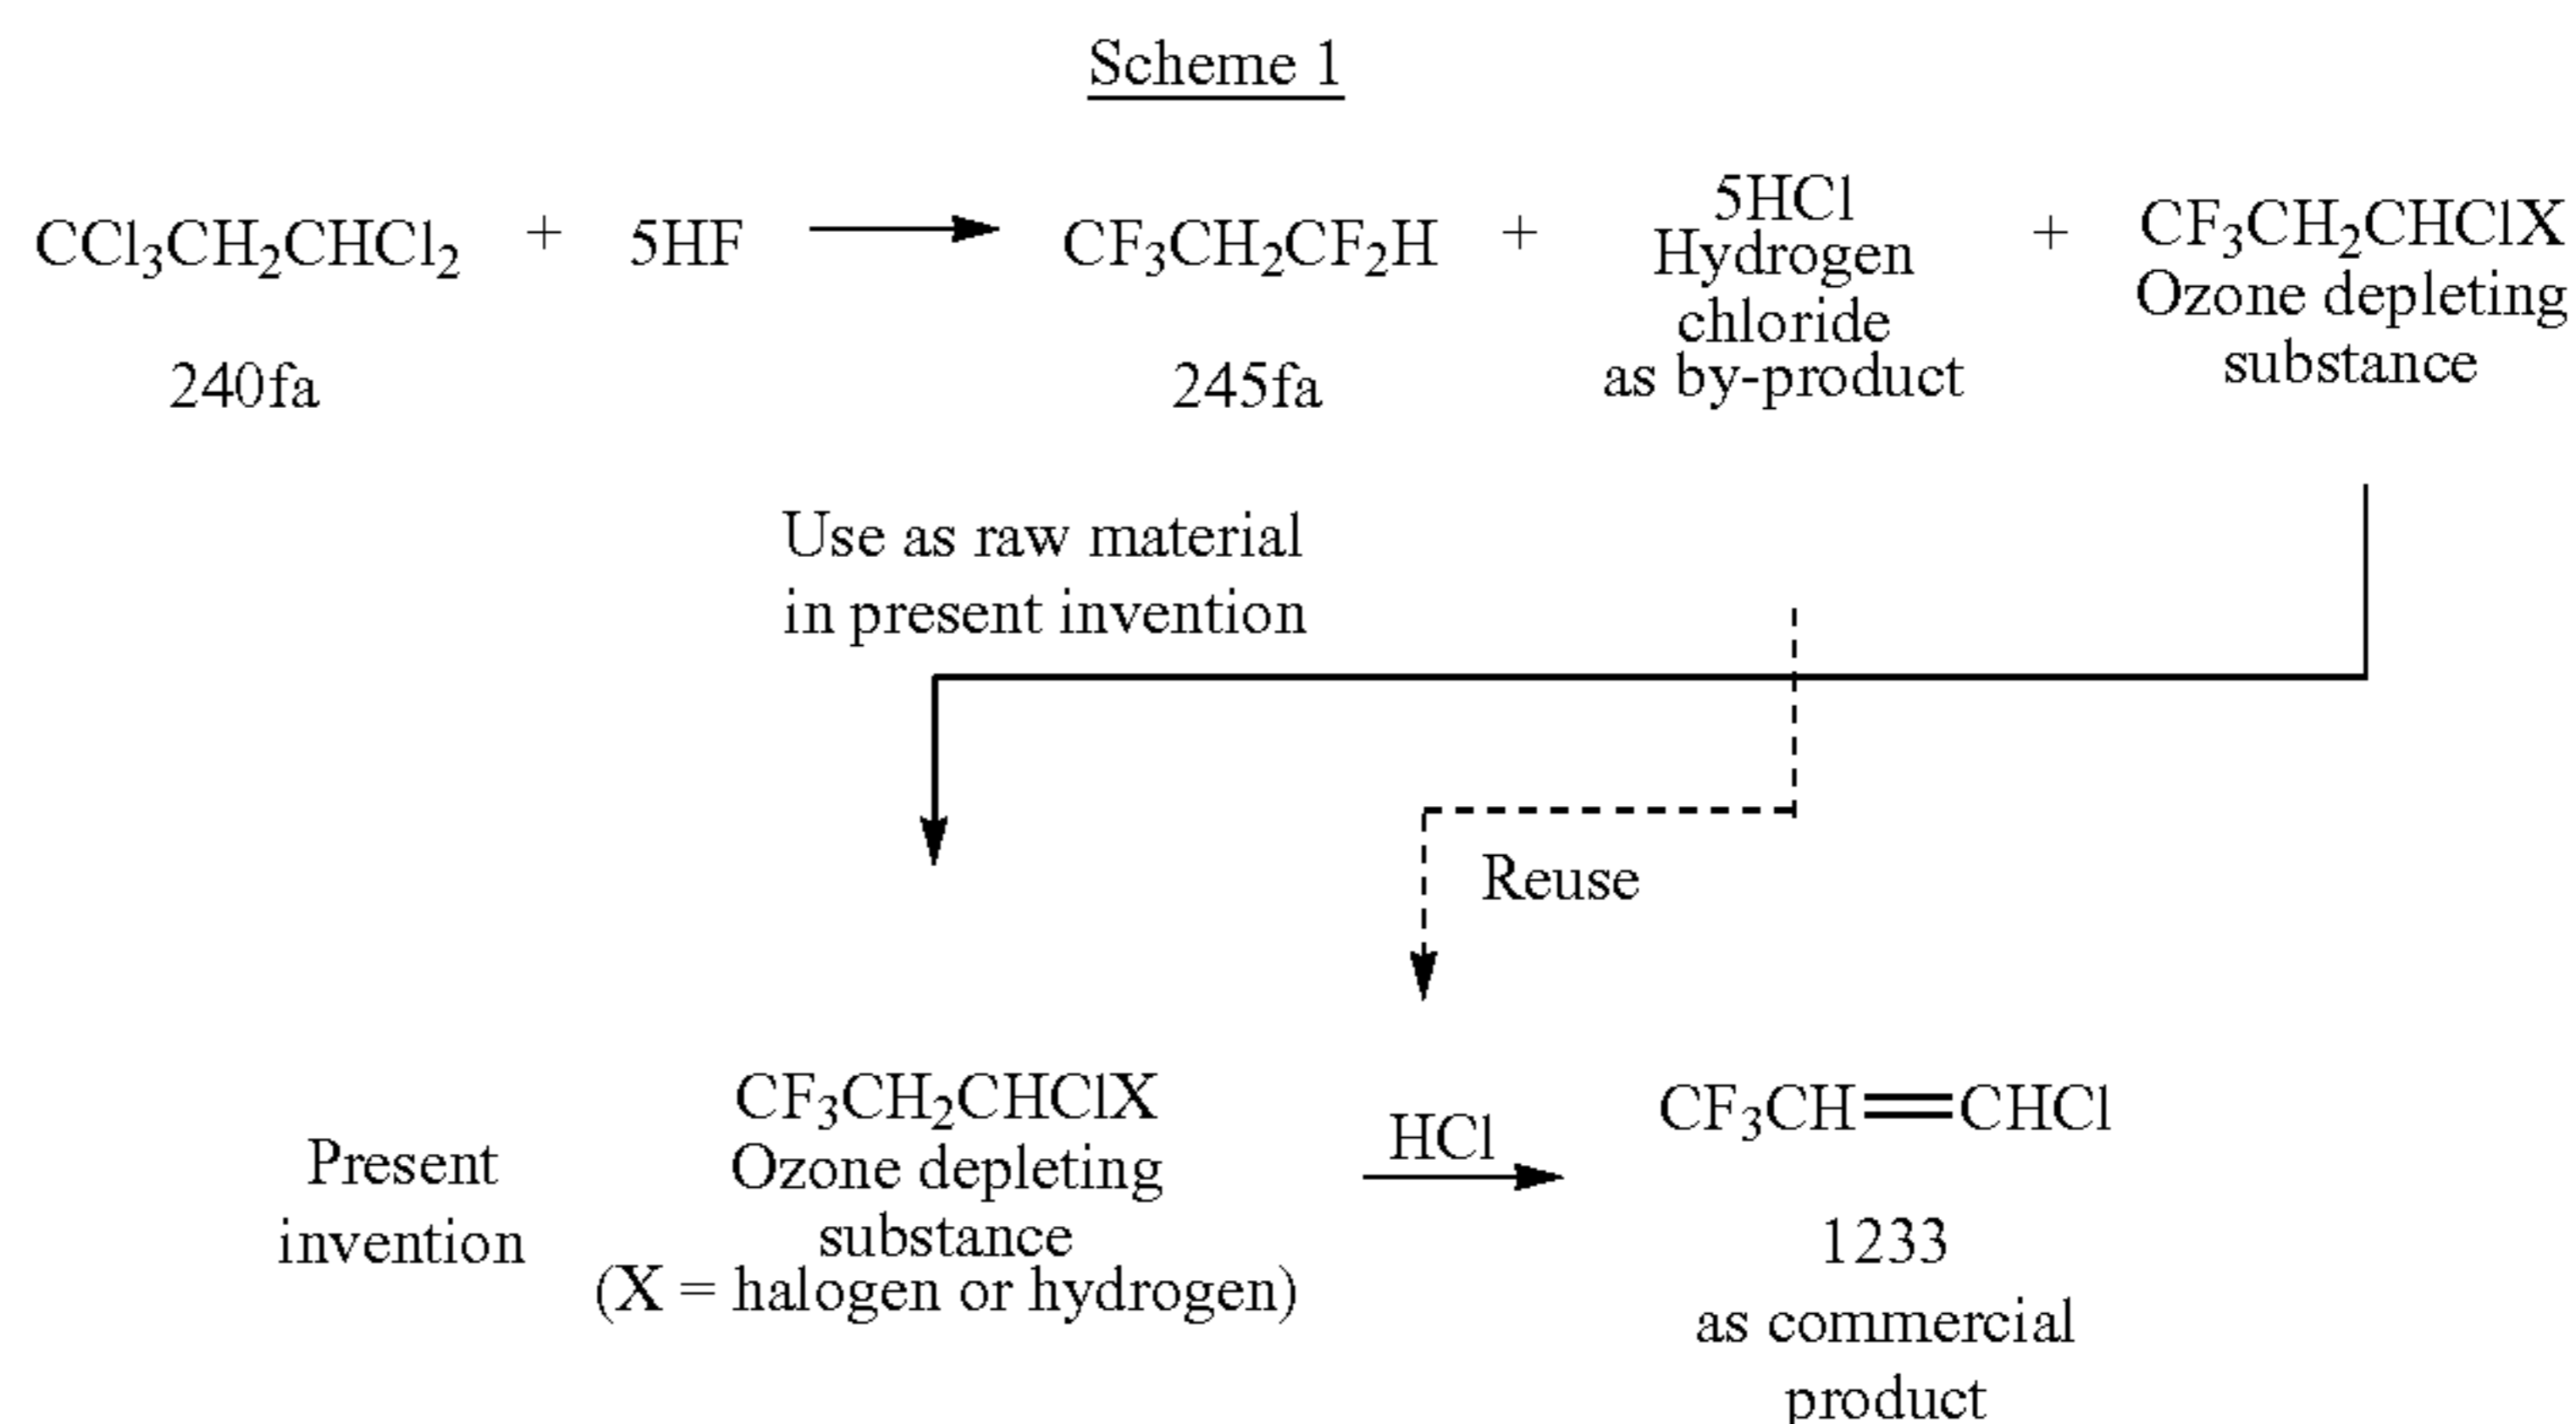 Scheme 1
CCl₃CH₂CHCl₂ + 5HF CF₃CH₂CF₂H + 5HCl + CF₃CH₂CHClX
Hydrogen
chloride
as by-product
Ozone depleting
substance
240fa
245fa
Use as raw material
in present invention
Reuse
Present
invention
CF₃CH₂CHClX
Ozone depleting
substance
(X = halogen or hydrogen)
HCl
CF₃CH=CHCl
1233
as commercial
product